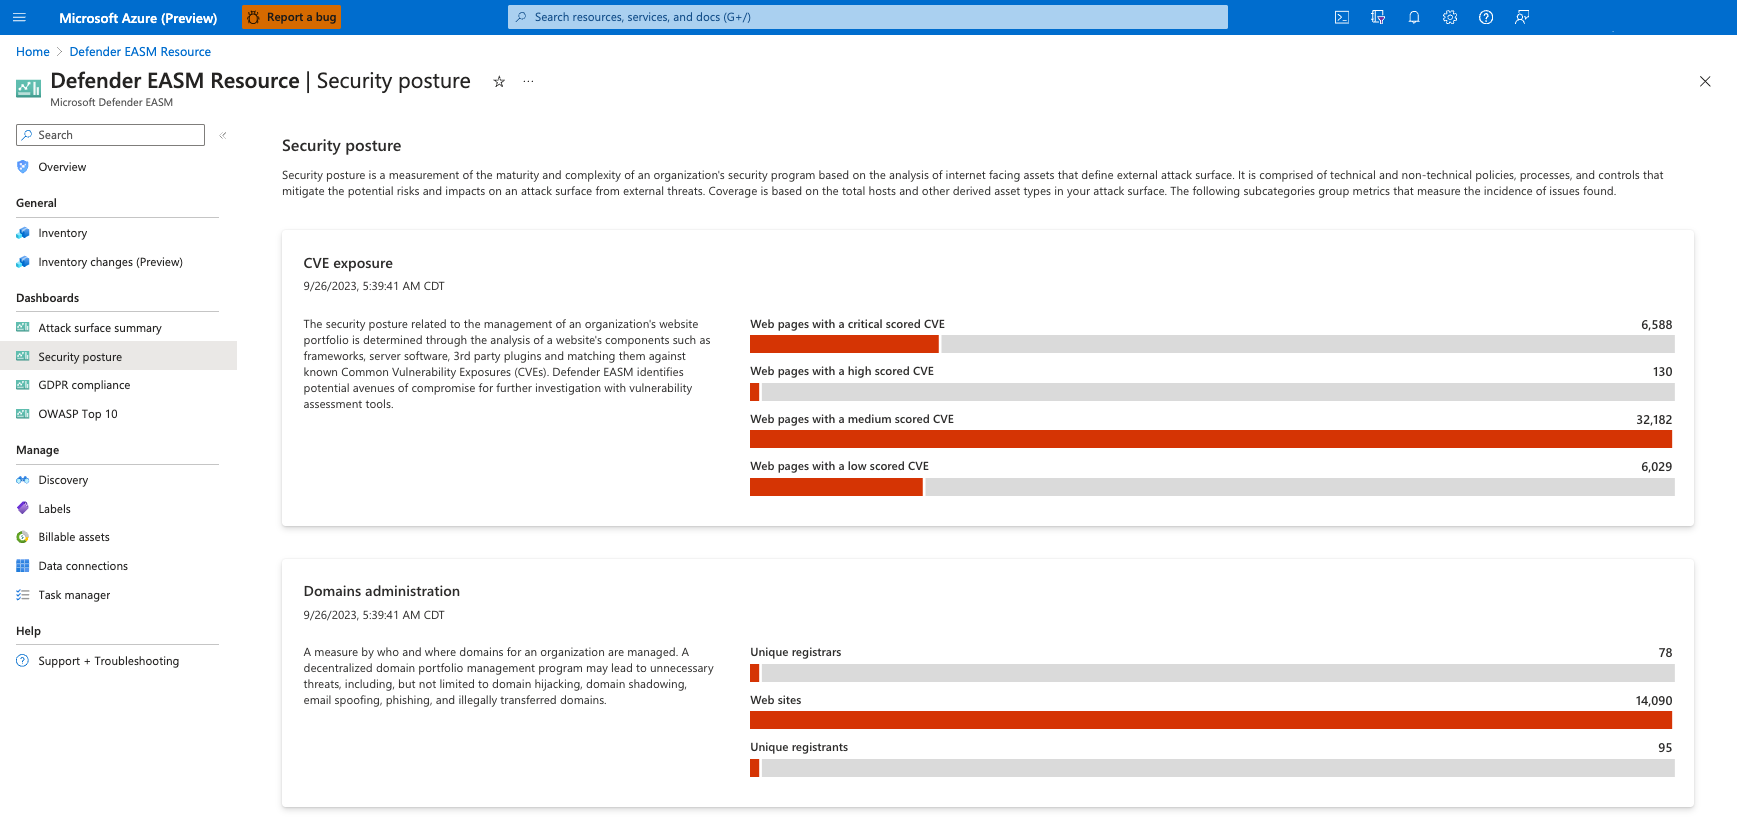 Microsoft Azure (Preview)
Report a bug
Search resources, services, and docs (G+/)
Home > Defender EASM Resource
Defender EASM Resource | Security posture
Microsoft Defender EASM
Search
Overview
General
Inventory
Inventory changes (Preview)
Dashboards
Attack surface summary
Security posture
GDPR compliance
OWASP Top 10
Manage
Discovery
Labels
Billable assets
Data connections
Task manager
Help
Support + Troubleshooting
Security posture
Security posture is a measurement of the maturity and complexity of an organization's security program based on the analysis of internet facing assets that define external attack surface. It is comprised of technical and non-technical policies, processes, and controls that
mitigate the potential risks and impacts on an attack surface from external threats. Coverage is based on the total hosts and other derived asset types in your attack surface. The following subcategories group metrics that measure the incidence of issues found.
CVE exposure
9/26/2023, 5:39:41 AM CDT
The security posture related to the management of an organization's website
portfolio is determined through the analysis of a website's components such as
frameworks, server software, 3rd party plugins and matching them against
known Common Vulnerability Exposures (CVEs). Defender EASM identifies
potential avenues of compromise for further investigation with vulnerability
assessment tools.
Web pages with a critical scored CVE 6,588
Web pages with a high scored CVE 130
Web pages with a medium scored CVE 32,182
Web pages with a low scored CVE 6,029
Domains administration
9/26/2023, 5:39:41 AM CDT
A measure by who and where domains for an organization are managed. A
decentralized domain portfolio management program may lead to unnecessary
threats, including, but not limited to domain hijacking, domain shadowing,
email spoofing, phishing, and illegally transferred domains.
Unique registrars 78
Web sites 14,090
Unique registrants 95